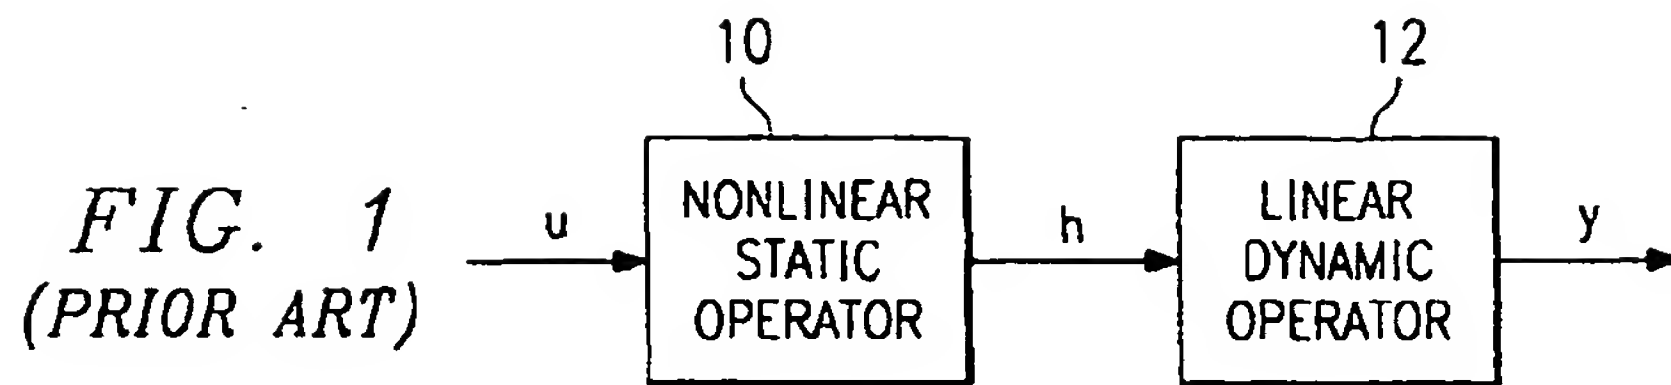 10
12
FIG. 1
(PRIOR ART)
u
NONLINEAR
STATIC
OPERATOR
h
LINEAR
DYNAMIC
OPERATOR
y